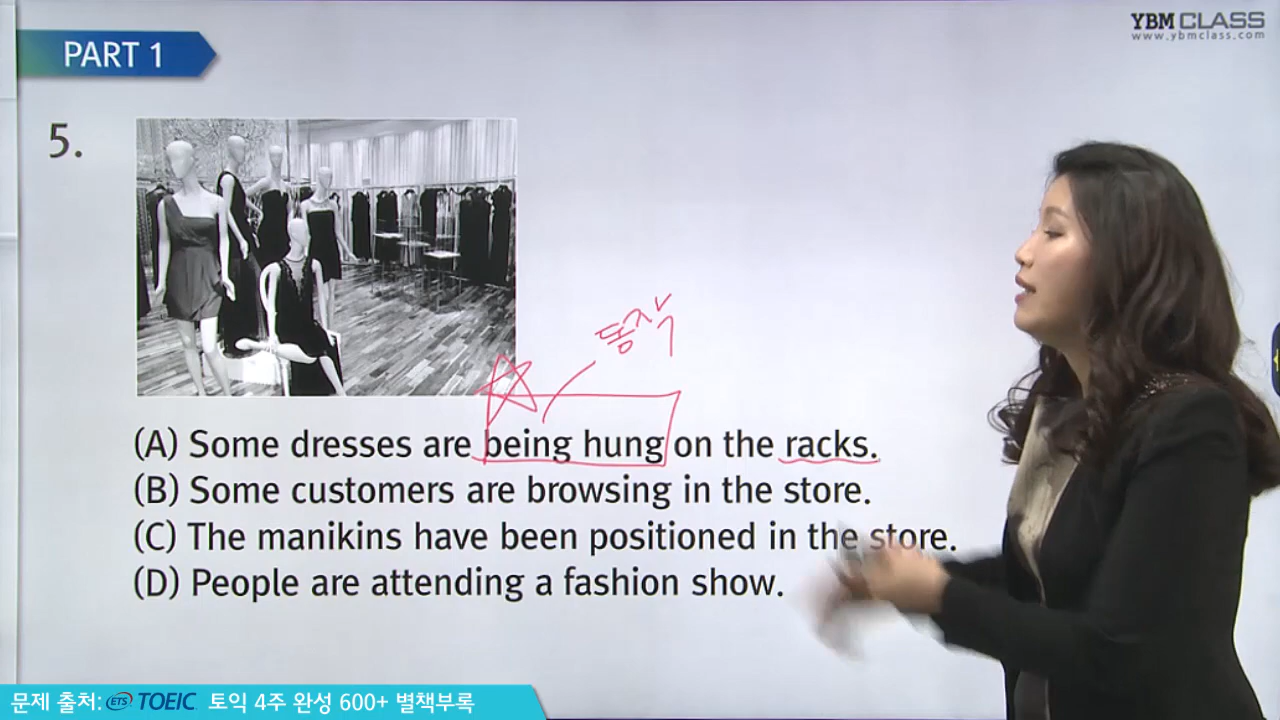 PART 1
YBM CLASS
www.ybmclass.com
5.
동작
(A) Some dresses are being hung on the racks.
(B) Some customers are browsing in the store.
(C) The manikins have been positioned in the store.
(D) People are attending a fashion show.
문제 출처: ETS TOEIC 토익 4주 완성 600+ 별책부록